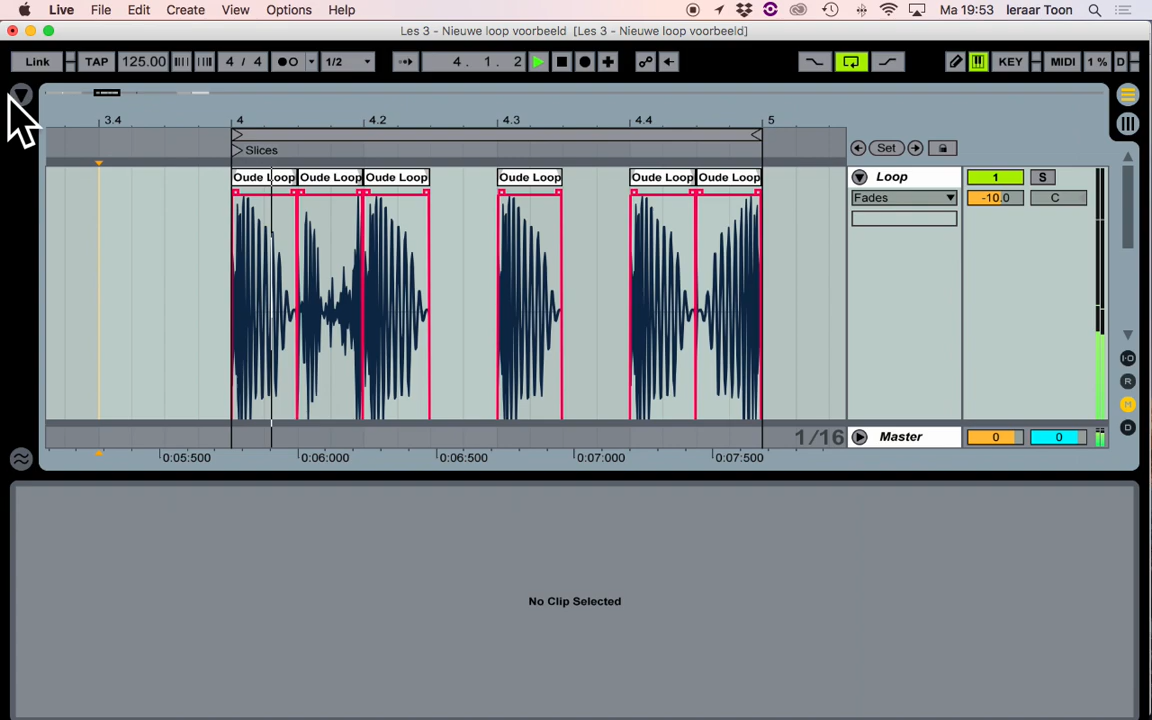 Live File Edit Create View Options Help Ma 19:53 leraar Toon
Les 3 - Nieuwe loop voorbeeld [Les 3 - Nieuwe loop voorbeeld]
Link TAP 125.00 4 / 4 1/2 4. 1. 2 KEY MIDI 1 % D
3.4 4 4.2 4.3 4.4 5
Set
Slices
Oude Loop Oude Loop Oude Loop Oude Loop Oude Loop Oude Loop Loop 1 S
Fades -10.0 C
I-O
R
M
D
1/16 Master 0 0
0:05:500 0:06:000 0:06:500 0:07:000 0:07:500
No Clip Selected